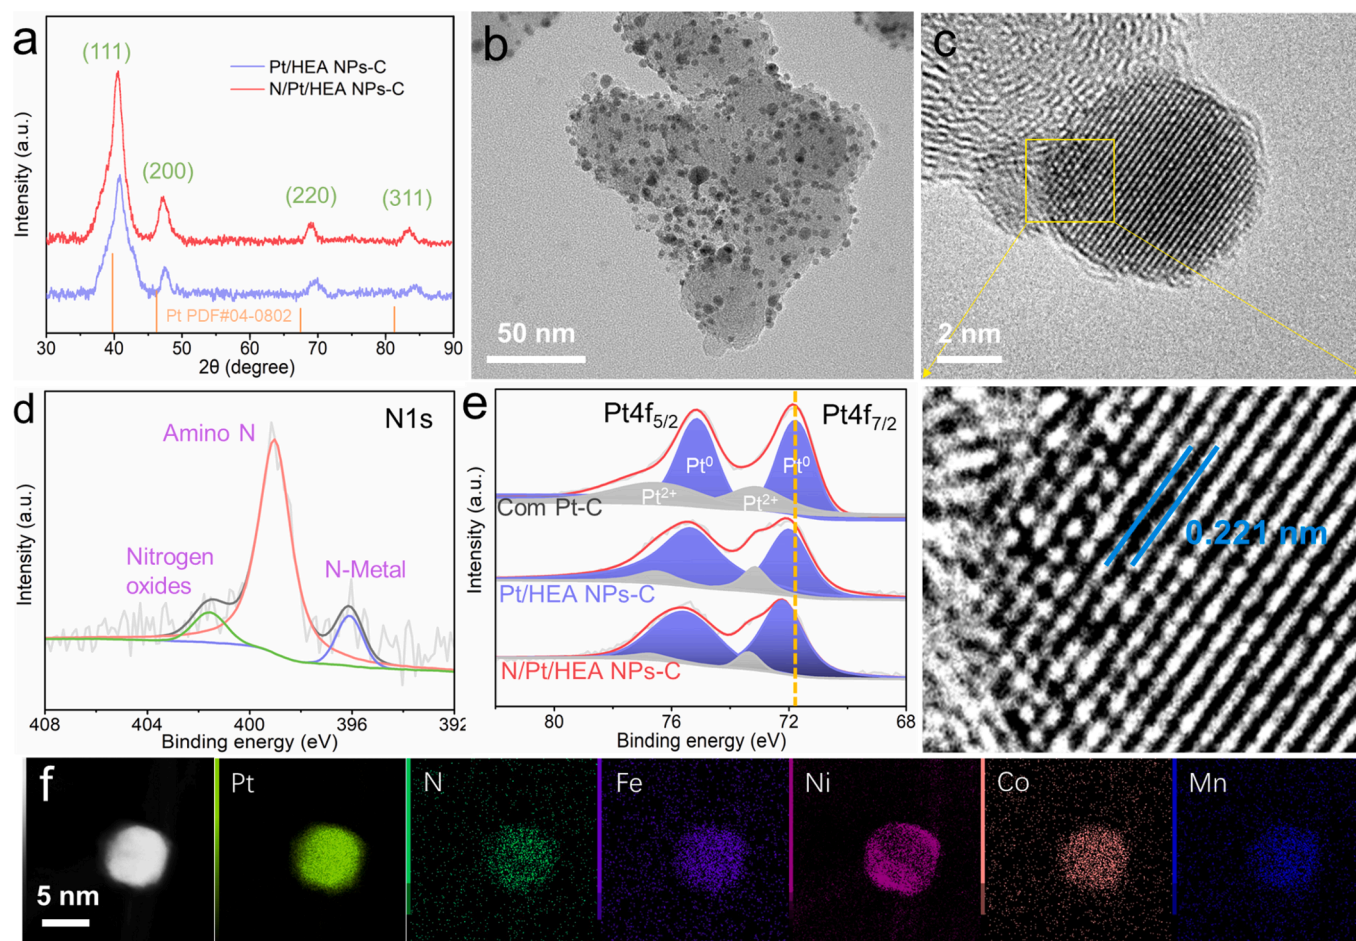 a
(111)
Pt/HEA NPs-C
N/Pt/HEA NPs-C
(200)
(220)
(311)
Pt PDF#04-0802
Intensity (a.u.)
30 40 50 60 70 80 90
2θ (degree)
b
50 nm
c
2 nm
d
N1s
Amino N
Nitrogen
oxides
N-Metal
Intensity (a.u.)
408 404 400 396 392
Binding energy (eV)
e
Pt4f5/2
Pt4f7/2
Pt0
Pt0
Pt2+
Pt2+
Com Pt-C
Pt/HEA NPs-C
N/Pt/HEA NPs-C
Intensity (a.u.)
80 76 72 68
Binding energy (eV)
0.221 nm
f
5 nm
Pt
N
Fe
Ni
Co
Mn